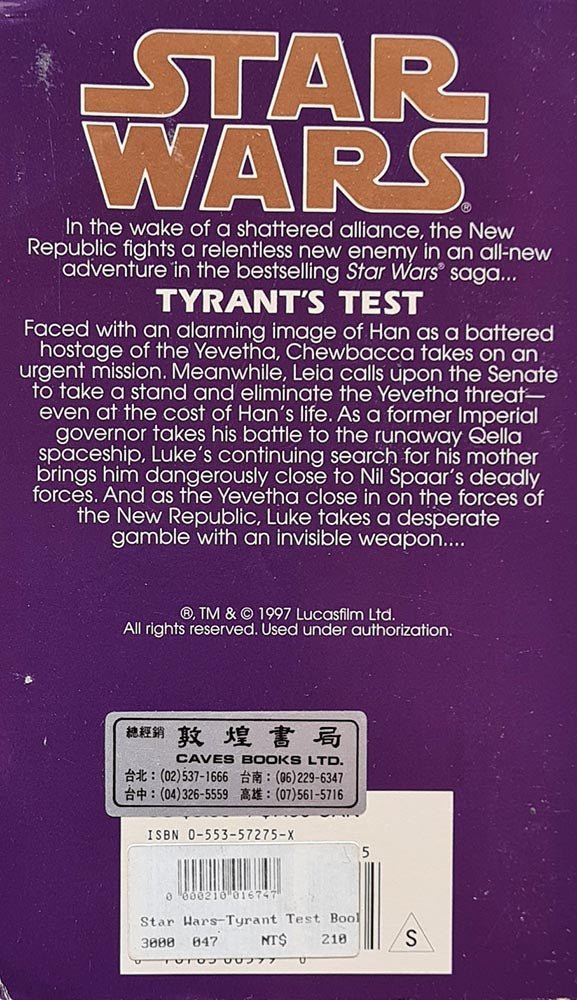 STAR
WARS®
In the wake of a shattered alliance, the New
Republic fights a relentless new enemy in an all-new
adventure in the bestselling Star Wars® saga...
TYRANT'S TEST
Faced with an alarming image of Han as a battered
hostage of the Yevetha, Chewbacca takes on an
urgent mission. Meanwhile, Leia calls upon the Senate
to take a stand and eliminate the Yevetha threat—
even at the cost of Han's life. As a former Imperial
governor takes his battle to the runaway Qella
spaceship, Luke's continuing search for his mother
brings him dangerously close to Nil Spaar's deadly
forces. And as the Yevetha close in on the forces of
the New Republic, Luke takes a desperate
gamble with an invisible weapon....
®, TM & © 1997 Lucasfilm Ltd.
All rights reserved. Used under authorization.
總經銷 敦煌書局
CAVES BOOKS LTD.
台北：(02)537-1666 台南：(06)229-6347
台中：(04)326-5559 高雄：(07)561-5716
ISBN 0-553-57275-X
5
0 000210 016747
Star Wars-Tyrant Test Bool
3000 047 NT$ 210
S